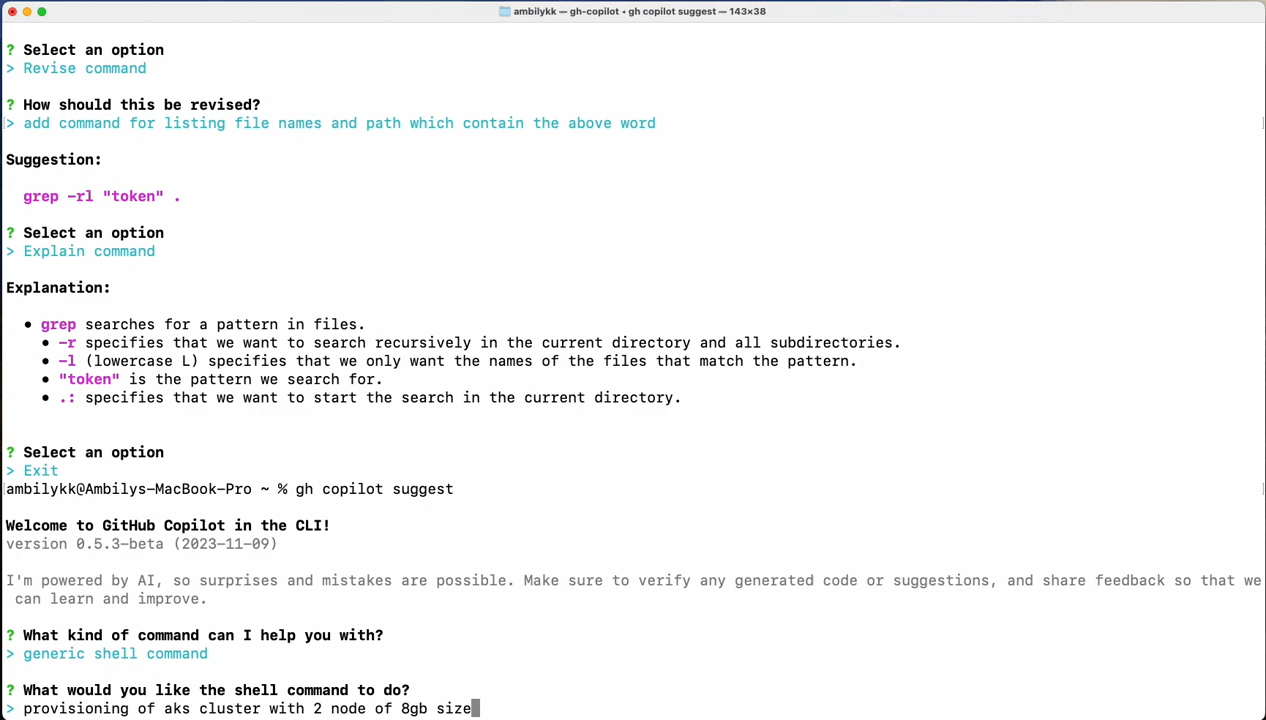 ambilykk — gh-copilot • gh copilot suggest — 143×38
? Select an option
> Revise command
? How should this be revised?
> add command for listing file names and path which contain the above word
Suggestion:
grep -rl "token" .
? Select an option
> Explain command
Explanation:
• grep searches for a pattern in files.
• -r specifies that we want to search recursively in the current directory and all subdirectories.
• -l (lowercase L) specifies that we only want the names of the files that match the pattern.
• "token" is the pattern we search for.
• .: specifies that we want to start the search in the current directory.
? Select an option
> Exit
ambilykk@Ambilys-MacBook-Pro ~ % gh copilot suggest
Welcome to GitHub Copilot in the CLI!
version 0.5.3-beta (2023-11-09)
I'm powered by AI, so surprises and mistakes are possible. Make sure to verify any generated code or suggestions, and share feedback so that we
can learn and improve.
? What kind of command can I help you with?
> generic shell command
? What would you like the shell command to do?
> provisioning of aks cluster with 2 node of 8gb size